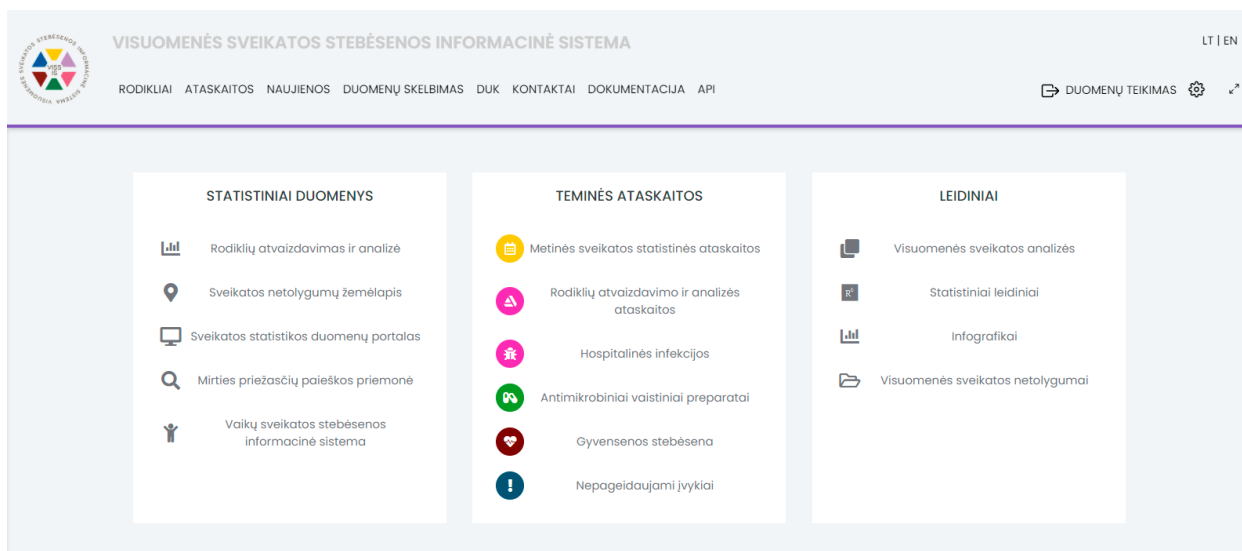 VISUOMENĖS SVEIKATOS STEBĖSENOS INFORMACINĖ SISTEMA
LT | EN
VISS
IS
RODIKLIAI ATASKAITOS NAUJIENOS DUOMENŲ SKELBIMAS DUK KONTAKTAI DOKUMENTACIJA API
DUOMENŲ TEIKIMAS
STATISTINIAI DUOMENYS
Rodiklių atvaizdavimas ir analizė
Sveikatos netolygumų žemėlapis
Sveikatos statistikos duomenų portalas
Mirties priežasčių paieškos priemonė
Vaikų sveikatos stebėsenos
informacinė sistema
TEMINĖS ATASKAITOS
Metinės sveikatos statistinės ataskaitos
Rodiklių atvaizdavimo ir analizės
ataskaitos
Hospitalinės infekcijos
Antimikrobiniai vaistiniai preparatai
Gyvensenos stebėsena
Nepageidaujami įvykiai
LEIDINIAI
Visuomenės sveikatos analizės
Statistiniai leidiniai
Infografikai
Visuomenės sveikatos netolygumai